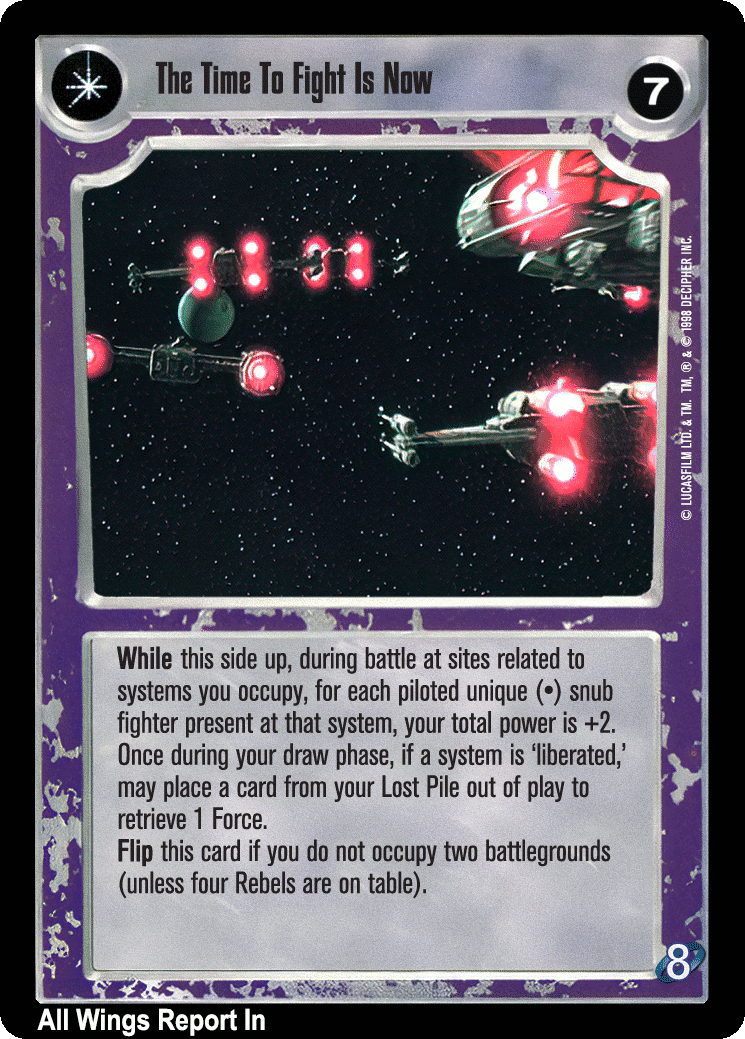 The Time To Fight Is Now
7
© LUCASFILM LTD. & TM. TM, ® & © 1998 DECIPHER INC.
While this side up, during battle at sites related to
systems you occupy, for each piloted unique (•) snub
fighter present at that system, your total power is +2.
Once during your draw phase, if a system is ‘liberated,’
may place a card from your Lost Pile out of play to
retrieve 1 Force.
Flip this card if you do not occupy two battlegrounds
(unless four Rebels are on table).
8
All Wings Report In